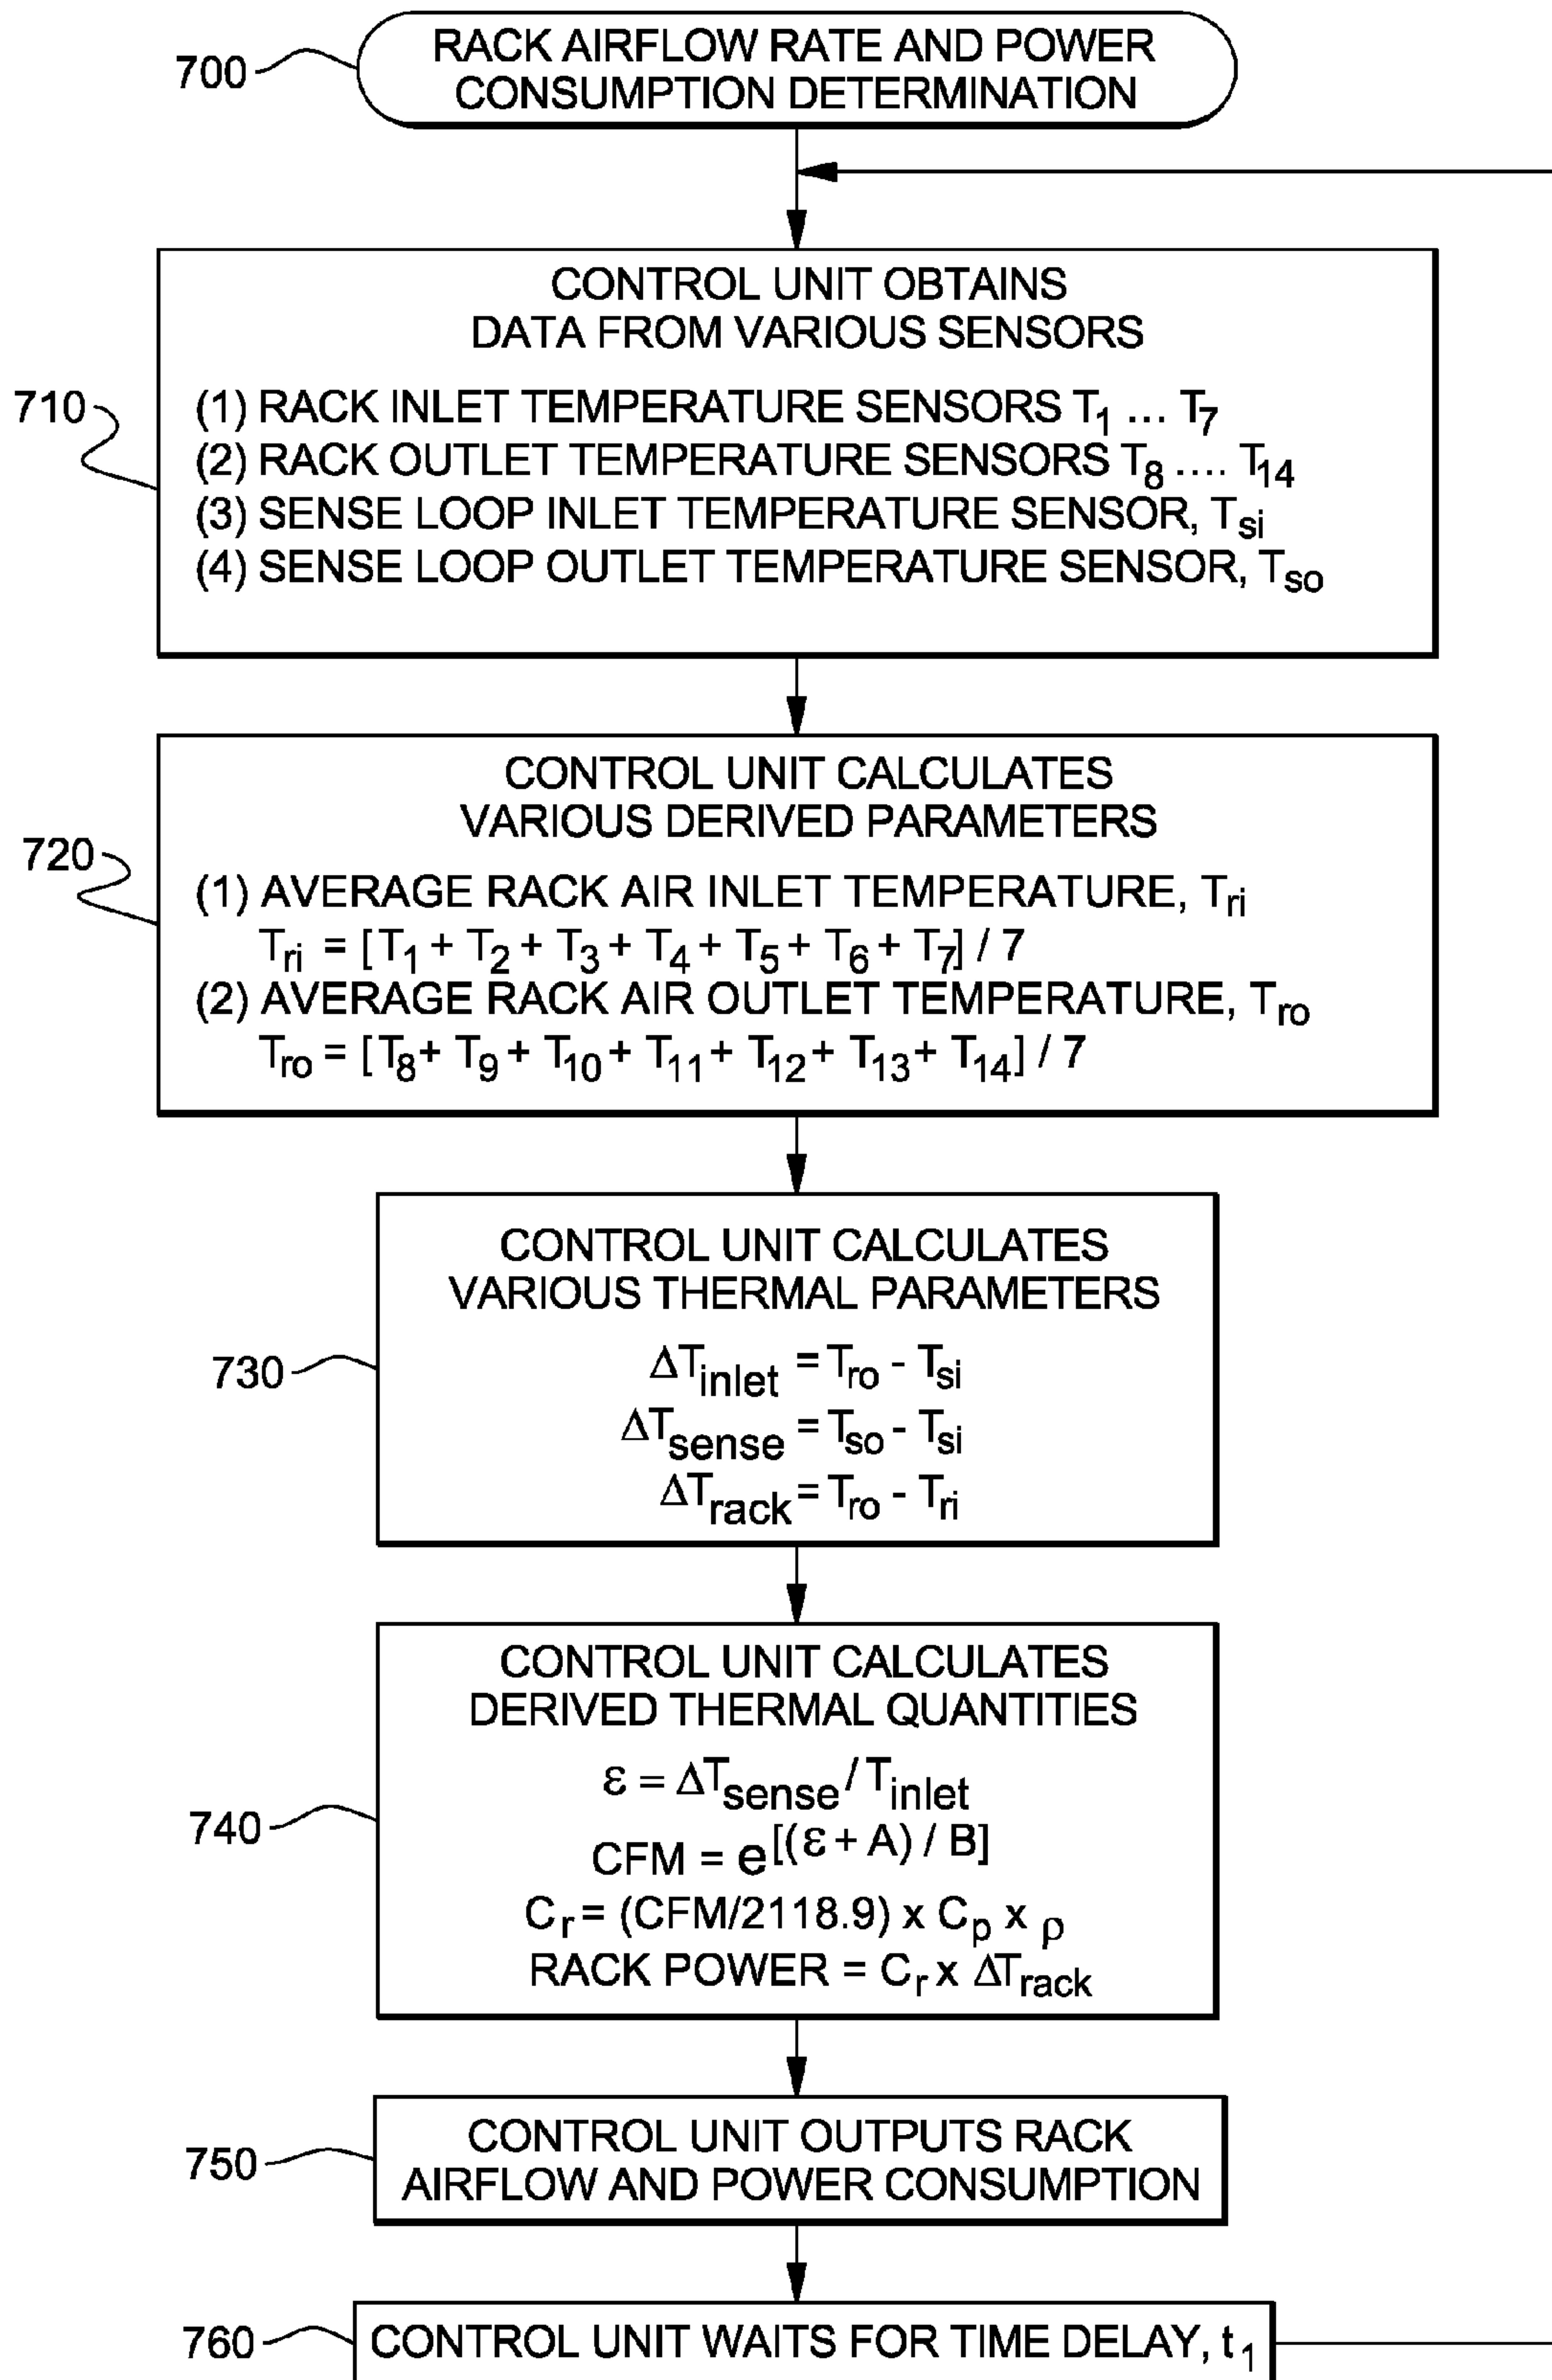 700
RACK AIRFLOW RATE AND POWER
CONSUMPTION DETERMINATION
710
CONTROL UNIT OBTAINS
DATA FROM VARIOUS SENSORS
(1) RACK INLET TEMPERATURE SENSORS T1 ... T7
(2) RACK OUTLET TEMPERATURE SENSORS T8 .... T14
(3) SENSE LOOP INLET TEMPERATURE SENSOR, Tsi
(4) SENSE LOOP OUTLET TEMPERATURE SENSOR, Tso
720
CONTROL UNIT CALCULATES
VARIOUS DERIVED PARAMETERS
(1) AVERAGE RACK AIR INLET TEMPERATURE, Tri
Tri = [T1 + T2 + T3 + T4 + T5 + T6 + T7] / 7
(2) AVERAGE RACK AIR OUTLET TEMPERATURE, Tro
Tro = [T8 + T9 + T10 + T11 + T12 + T13 + T14] / 7
730
CONTROL UNIT CALCULATES
VARIOUS THERMAL PARAMETERS
ΔTinlet = Tro - Tsi
ΔTsense = Tso - Tsi
ΔTrack = Tro - Tri
740
CONTROL UNIT CALCULATES
DERIVED THERMAL QUANTITIES
ε = ΔTsense / Tinlet
CFM = e[(ε + A) / B]
Cr = (CFM/2118.9) x Cp x ρ
RACK POWER = Cr x ΔTrack
750
CONTROL UNIT OUTPUTS RACK
AIRFLOW AND POWER CONSUMPTION
760
CONTROL UNIT WAITS FOR TIME DELAY, t1